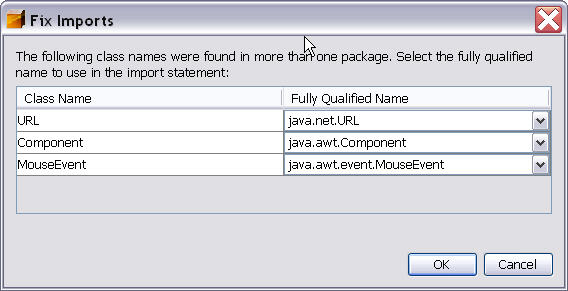 Fix Imports
The following class names were found in more than one package. Select the fully qualified
name to use in the import statement:
Class Name Fully Qualified Name
URL java.net.URL
Component java.awt.Component
MouseEvent java.awt.event.MouseEvent
OK Cancel